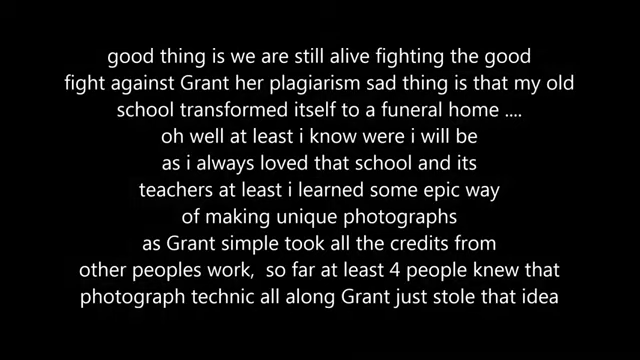 good thing is we are still alive fighting the good
fight against Grant her plagiarism sad thing is that my old
school transformed itself to a funeral home ....
oh well at least i know were i will be
as i always loved that school and its
teachers at least i learned some epic way
of making unique photographs
as Grant simple took all the credits from
other peoples work,  so far at least 4 people knew that
photograph technic all along Grant just stole that idea